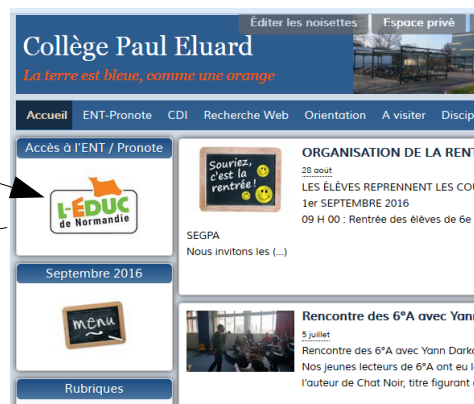 Éditer les noisettes Espace privé
Collège Paul Eluard
La terre est bleue, comme une orange
Accueil ENT-Pronote CDI Recherche Web Orientation A visiter Discip
Accès à l'ENT / Pronote
L-EDUC
de Normandie
Septembre 2016
menu
Rubriques
Souriez,
c'est la
rentrée !
ORGANISATION DE LA RENT
28 août
LES ÉLÈVES REPRENNENT LES COU
1er SEPTEMBRE 2016
09 H 00 : Rentrée des élèves de 6e
SEGPA
Nous invitons les (...)
Rencontre des 6°A avec Yann
5 juillet
Rencontre des 6°A avec Yann Darko
Nos jeunes lecteurs de 6°A ont eu l
l'auteur de Chat Noir, titre figurant